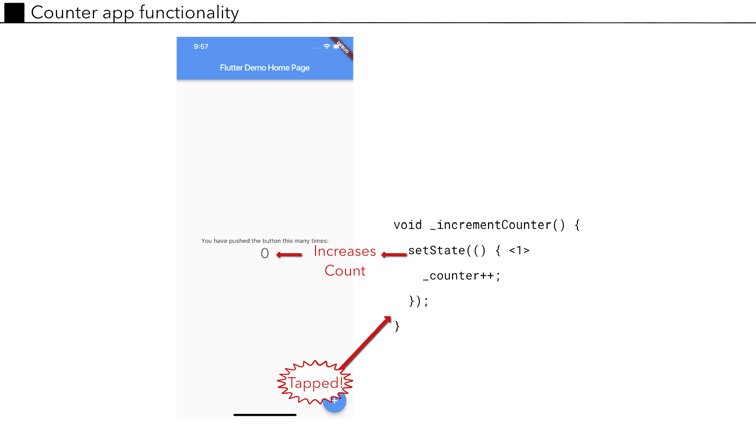 Counter app functionality
9:57
DEBUG
Flutter Demo Home Page
You have pushed the button this many times:
0
Increases
Count
void _incrementCounter() {
setState(() { <1>
_counter++;
});
}
Tapped!